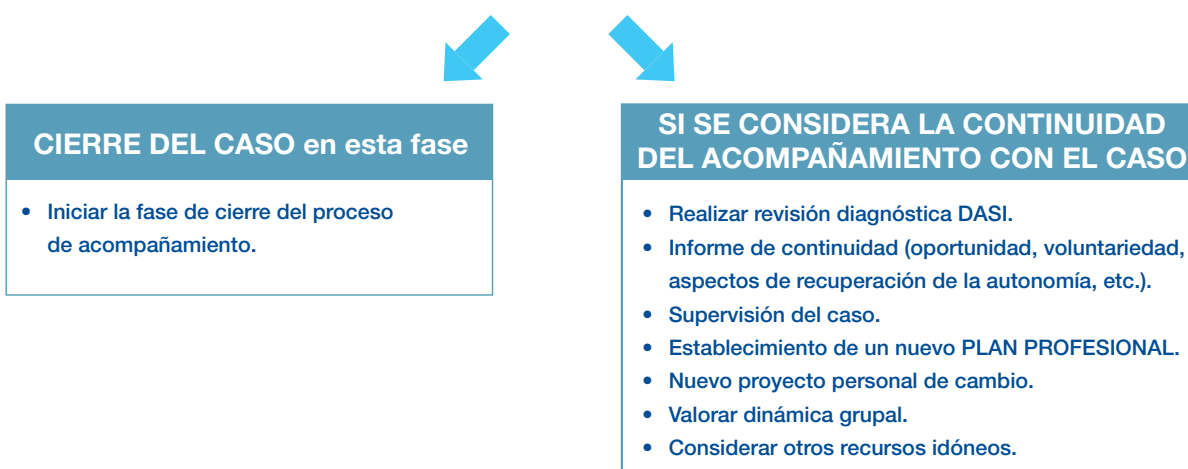 CIERRE DEL CASO en esta fase
• Iniciar la fase de cierre del proceso
de acompañamiento.
SI SE CONSIDERA LA CONTINUIDAD
DEL ACOMPAÑAMIENTO CON EL CASO
• Realizar revisión diagnóstica DASI.
• Informe de continuidad (oportunidad, voluntariedad,
aspectos de recuperación de la autonomía, etc.).
• Supervisión del caso.
• Establecimiento de un nuevo PLAN PROFESIONAL.
• Nuevo proyecto personal de cambio.
• Valorar dinámica grupal.
• Considerar otros recursos idóneos.